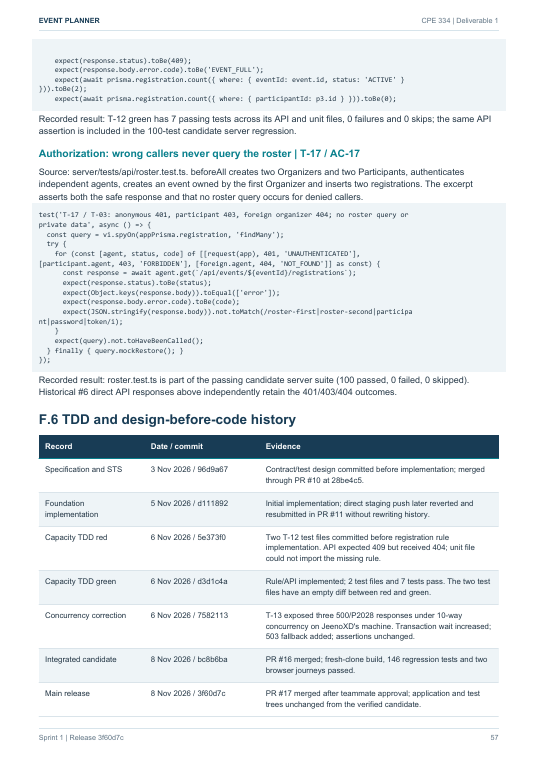 EVENT PLANNER
CPE 334 | Deliverable 1
expect(response.status).toBe(409);
expect(response.body.error.code).toBe('EVENT_FULL');
expect(await prisma.registration.count({ where: { eventId: event.id, status: 'ACTIVE' }
})).toBe(2);
expect(await prisma.registration.count({ where: { participantId: p3.id } })).toBe(0);
Recorded result: T-12 green has 7 passing tests across its API and unit files, 0 failures and 0 skips; the same API
assertion is included in the 100-test candidate server regression.
Authorization: wrong callers never query the roster | T-17 / AC-17
Source: server/tests/api/roster.test.ts. beforeAll creates two Organizers and two Participants, authenticates
independent agents, creates an event owned by the first Organizer and inserts two registrations. The excerpt
asserts both the safe response and that no roster query occurs for denied callers.
test('T-17 / T-03: anonymous 401, participant 403, foreign organizer 404; no roster query or
private data', async () => {
const query = vi.spyOn(appPrisma.registration, 'findMany');
try {
for (const [agent, status, code] of [[request(app), 401, 'UNAUTHENTICATED'],
[participant.agent, 403, 'FORBIDDEN'], [foreign.agent, 404, 'NOT_FOUND']] as const) {
const response = await agent.get(`/api/events/${eventId}/registrations`);
expect(response.status).toBe(status);
expect(Object.keys(response.body)).toEqual(['error']);
expect(response.body.error.code).toBe(code);
expect(JSON.stringify(response.body)).not.toMatch(/roster-first|roster-second|participa
nt|password|token/i);
}
expect(query).not.toHaveBeenCalled();
} finally { query.mockRestore(); }
});
Recorded result: roster.test.ts is part of the passing candidate server suite (100 passed, 0 failed, 0 skipped).
Historical #6 direct API responses above independently retain the 401/403/404 outcomes.
F.6 TDD and design-before-code history
Record Date / commit Evidence
Specification and STS 3 Nov 2026 / 96d9a67 Contract/test design committed before implementation; merged
through PR #10 at 28be4c5.
Foundation 5 Nov 2026 / d111892 Initial implementation; direct staging push later reverted and
implementation resubmitted in PR #11 without rewriting history.
Capacity TDD red 6 Nov 2026 / 5e373f0 Two T-12 test files committed before registration rule
implementation. API expected 409 but received 404; unit file
could not import the missing rule.
Capacity TDD green 6 Nov 2026 / d3d1c4a Rule/API implemented; 2 test files and 7 tests pass. The two test
files have an empty diff between red and green.
Concurrency correction 6 Nov 2026 / 7582113 T-13 exposed three 500/P2028 responses under 10-way
concurrency on JeenoXD's machine. Transaction wait increased;
503 fallback added; assertions unchanged.
Integrated candidate 8 Nov 2026 / bc8b6ba PR #16 merged; fresh-clone build, 146 regression tests and two
browser journeys passed.
Main release 8 Nov 2026 / 3f60d7c PR #17 merged after teammate approval; application and test
trees unchanged from the verified candidate.
Sprint 1 | Release 3f60d7c
57